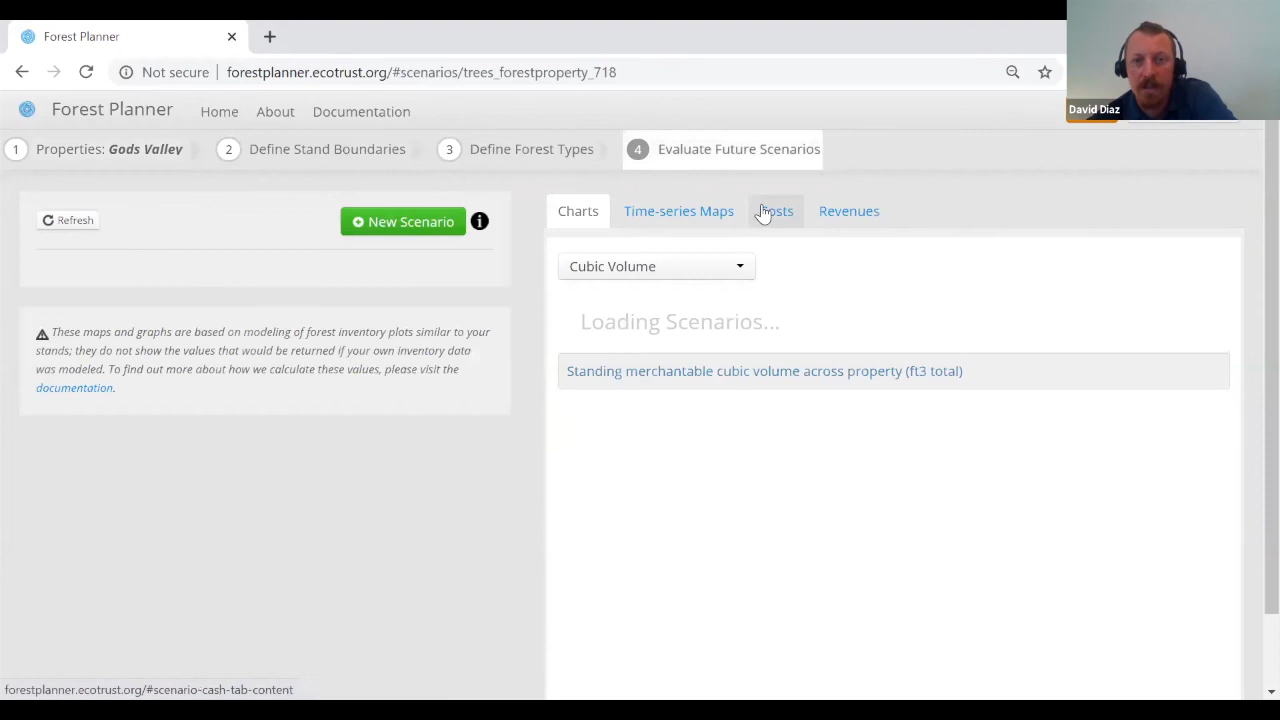 Forest Planner
Not secure
forestplanner.ecotrust.org/#scenarios/trees_forestproperty_718
David Diaz
Forest Planner
Home
About
Documentation
1 Properties: Gods Valley
2 Define Stand Boundaries
3 Define Forest Types
4 Evaluate Future Scenarios
Refresh
New Scenario
These maps and graphs are based on modeling of forest inventory plots similar to your
stands; they do not show the values that would be returned if your own inventory data
was modeled. To find out more about how we calculate these values, please visit the
documentation.
Charts
Time-series Maps
Revenues
Cubic Volume
Loading Scenarios...
Standing merchantable cubic volume across property (ft3 total)
forestplanner.ecotrust.org/#scenario-cash-tab-content